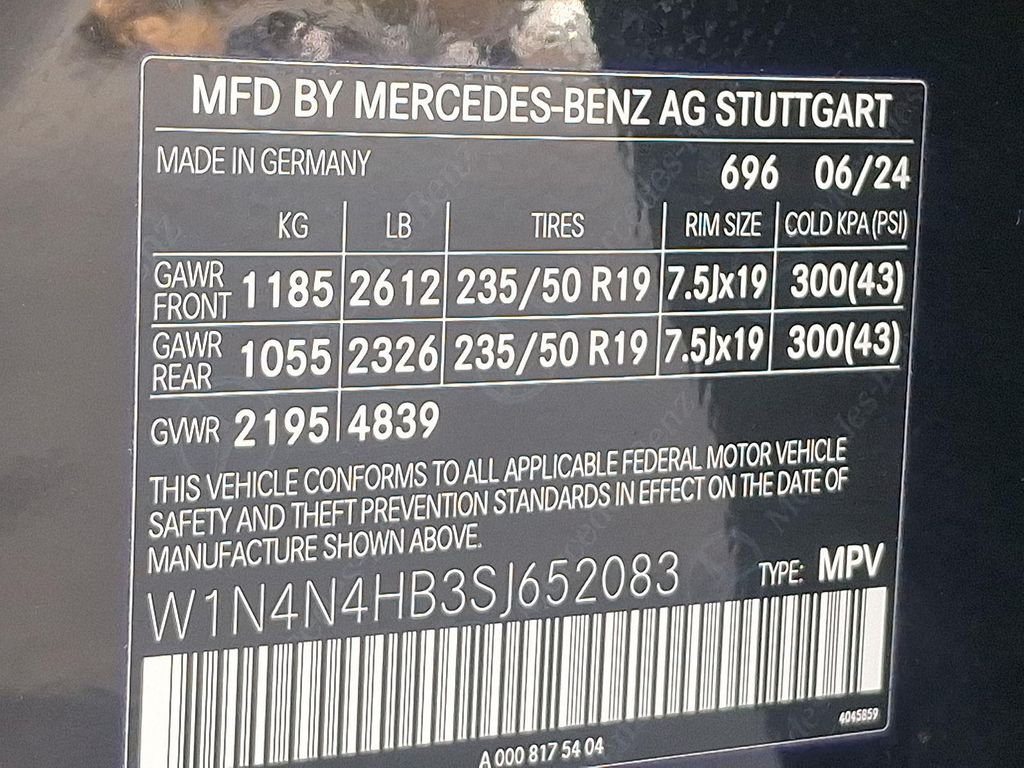 MFD BY MERCEDES-BENZ AG STUTTGART
MADE IN GERMANY 696 06/24
KG LB TIRES RIM SIZE COLD KPA (PSI)
GAWR FRONT 1185 2612 235/50 R19 7.5Jx19 300(43)
GAWR REAR 1055 2326 235/50 R19 7.5Jx19 300(43)
GVWR 2195 4839
THIS VEHICLE CONFORMS TO ALL APPLICABLE FEDERAL MOTOR VEHICLE
SAFETY AND THEFT PREVENTION STANDARDS IN EFFECT ON THE DATE OF
MANUFACTURE SHOWN ABOVE.
W1N4N4HB3SJ652083 TYPE: MPV
4045859
A 000 817 54 04